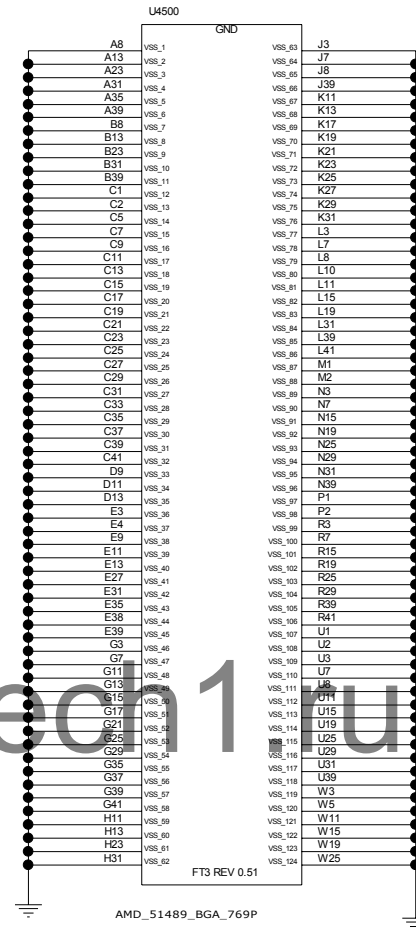 U4500
GND
A8 VSS_1 VSS_63 J3
A13 VSS_2 VSS_64 J7
A23 VSS_3 VSS_65 J8
A31 VSS_4 VSS_66 J39
A35 VSS_5 VSS_67 K11
A39 VSS_6 VSS_68 K13
B8 VSS_7 VSS_69 K17
B13 VSS_8 VSS_70 K19
B23 VSS_9 VSS_71 K21
B31 VSS_10 VSS_72 K23
B39 VSS_11 VSS_73 K25
C1 VSS_12 VSS_74 K27
C2 VSS_13 VSS_75 K29
C5 VSS_14 VSS_76 K31
C7 VSS_15 VSS_77 L3
C9 VSS_16 VSS_78 L7
C11 VSS_17 VSS_79 L8
C13 VSS_18 VSS_80 L10
C15 VSS_19 VSS_81 L11
C17 VSS_20 VSS_82 L15
C19 VSS_21 VSS_83 L19
C21 VSS_22 VSS_84 L31
C23 VSS_23 VSS_85 L39
C25 VSS_24 VSS_86 L41
C27 VSS_25 VSS_87 M1
C29 VSS_26 VSS_88 M2
C31 VSS_27 VSS_89 N3
C33 VSS_28 VSS_90 N7
C35 VSS_29 VSS_91 N15
C37 VSS_30 VSS_92 N19
C39 VSS_31 VSS_93 N25
C41 VSS_32 VSS_94 N29
D9 VSS_33 VSS_95 N31
D11 VSS_34 VSS_96 N39
D13 VSS_35 VSS_97 P1
E3 VSS_36 VSS_98 P2
E4 VSS_37 VSS_99 R3
E9 VSS_38 VSS_100 R7
E11 VSS_39 VSS_101 R15
E13 VSS_40 VSS_102 R19
E27 VSS_41 VSS_103 R25
E31 VSS_42 VSS_104 R29
E35 VSS_43 VSS_105 R39
E38 VSS_44 VSS_106 R41
E39 VSS_45 VSS_107 U1
G3 VSS_46 VSS_108 U2
G7 VSS_47 VSS_109 U3
G11 VSS_48 VSS_110 U7
G13 VSS_49 VSS_111 U8
G15 VSS_50 VSS_112 U11
G17 VSS_51 VSS_113 U15
G21 VSS_52 VSS_114 U19
G25 VSS_53 VSS_115 U25
G29 VSS_54 VSS_116 U29
G35 VSS_55 VSS_117 U31
G37 VSS_56 VSS_118 U39
G39 VSS_57 VSS_119 W3
G41 VSS_58 VSS_120 W5
H11 VSS_59 VSS_121 W11
H13 VSS_60 VSS_122 W15
H23 VSS_61 VSS_123 W19
H31 VSS_62 VSS_124 W25
ech1.ru
FT3 REV 0.51
AMD_51489_BGA_769P